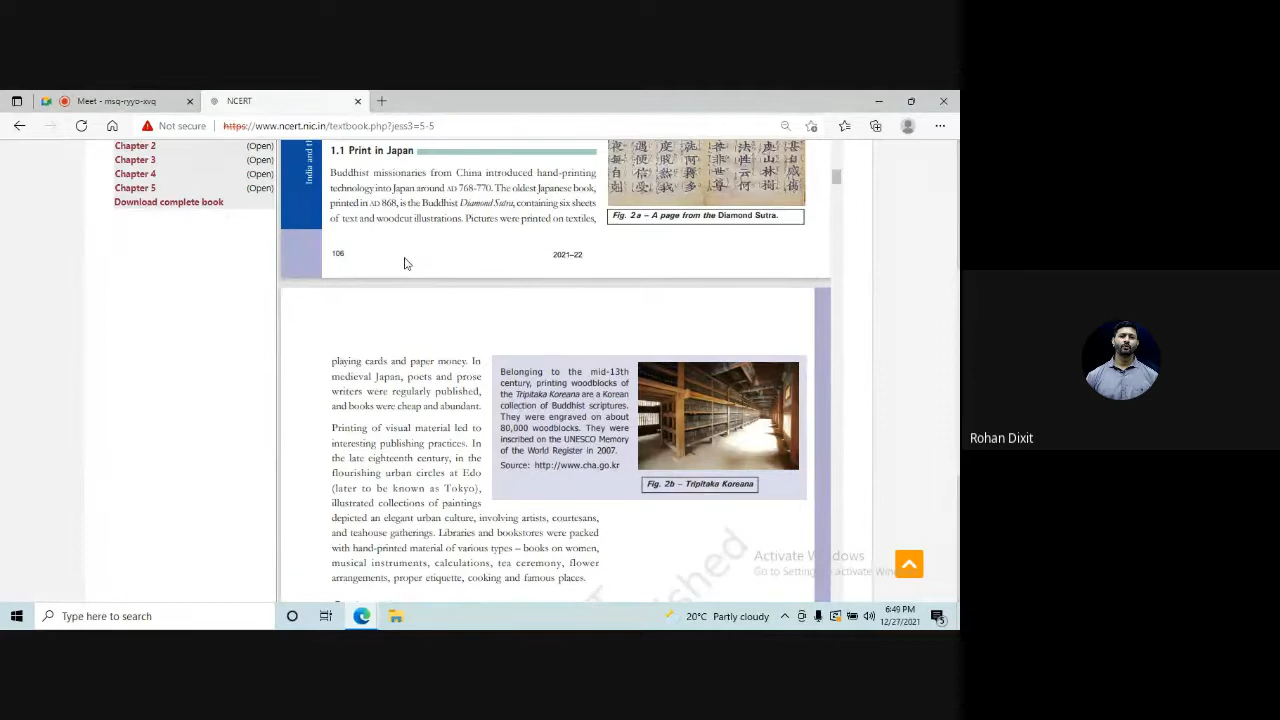 Meet - msq-ryyo-xvq
NCERT
Not secure
https://www.ncert.nic.in/textbook.php?jess3=5-5
Chapter 2 (Open)
Chapter 3 (Open)
Chapter 4 (Open)
Chapter 5 (Open)
Download complete book
India and th
1.1 Print in Japan
Buddhist missionaries from China introduced hand-printing
technology into Japan around AD 768-770. The oldest Japanese book,
printed in AD 868, is the Buddhist Diamond Sutra, containing six sheets
of text and woodcut illustrations. Pictures were printed on textiles,
Fig. 2a – A page from the Diamond Sutra.
106
2021–22
playing cards and paper money. In
medieval Japan, poets and prose
writers were regularly published,
and books were cheap and abundant.
Printing of visual material led to
interesting publishing practices. In
the late eighteenth century, in the
flourishing urban circles at Edo
(later to be known as Tokyo),
illustrated collections of paintings
depicted an elegant urban culture, involving artists, courtesans,
and teahouse gatherings. Libraries and bookstores were packed
with hand-printed material of various types – books on women,
musical instruments, calculations, tea ceremony, flower
arrangements, proper etiquette, cooking and famous places.
Belonging to the mid-13th
century, printing woodblocks of
the Tripitaka Koreana are a Korean
collection of Buddhist scriptures.
They were engraved on about
80,000 woodblocks. They were
inscribed on the UNESCO Memory
of the World Register in 2007.
Source: http://www.cha.go.kr
Fig. 2b – Tripitaka Koreana
Activate Windows
Go to Settings to activate Win
Rohan Dixit
Type here to search
20°C Partly cloudy
6:49 PM
12/27/2021
5